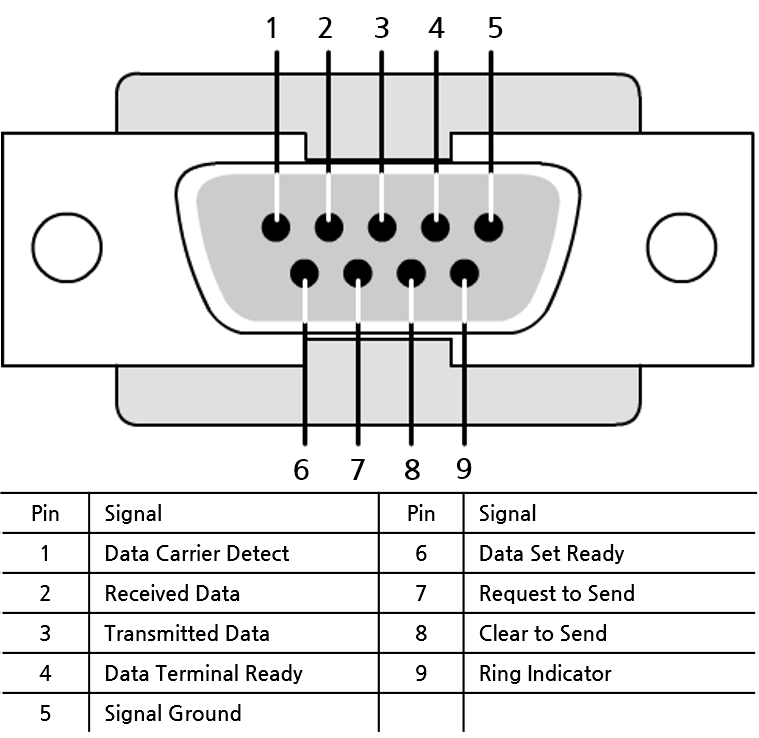 1 2 3 4 5
6 7 8 9
Pin Signal Pin Signal
1 Data Carrier Detect 6 Data Set Ready
2 Received Data 7 Request to Send
3 Transmitted Data 8 Clear to Send
4 Data Terminal Ready 9 Ring Indicator
5 Signal Ground